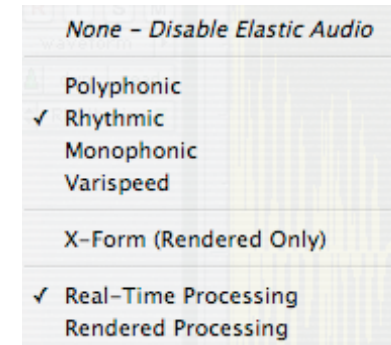 None – Disable Elastic Audio
Polyphonic
✓ Rhythmic
Monophonic
Varispeed
X-Form (Rendered Only)
✓ Real-Time Processing
Rendered Processing